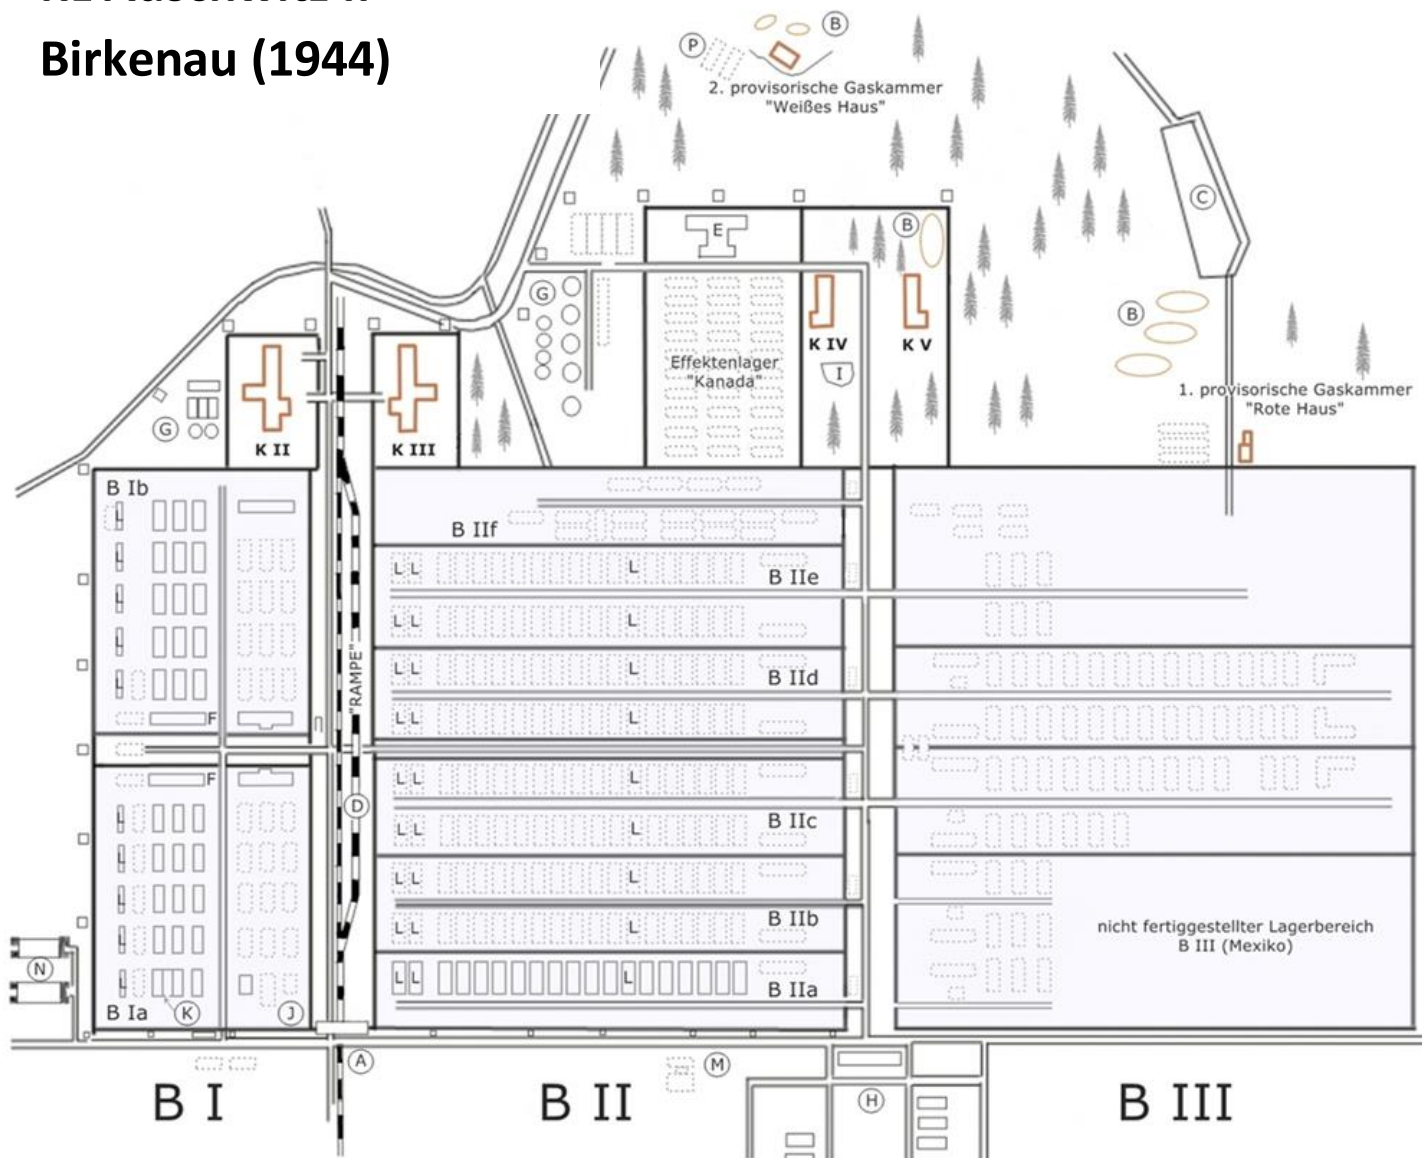 Birkenau (1944)
P
B
2. provisorische Gaskammer
"Weißes Haus"
C
E
B
G
B
K IV
K V
Effektenlager
"Kanada"
I
1. provisorische Gaskammer
"Rote Haus"
G
K II
K III
B Ib
L
B IIf
L
L L L
B IIe
L
L L L
L
L L L
B IId
L
"RAMPE"
L L L
F
F
L L L
D
L
L L L
B IIc
L
L L L
L
L L L
B IIb
nicht fertiggestellter Lagerbereich
B III (Mexiko)
L
N
L
L L L
B IIa
B Ia
K
J
A
M
H
B I
B II
B III